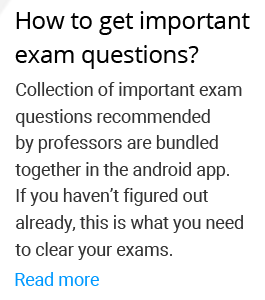 How to get important
exam questions?
Collection of important exam
questions recommended
by professors are bundled
together in the android app.
If you haven’t figured out
already, this is what you need
to clear your exams.
Read more